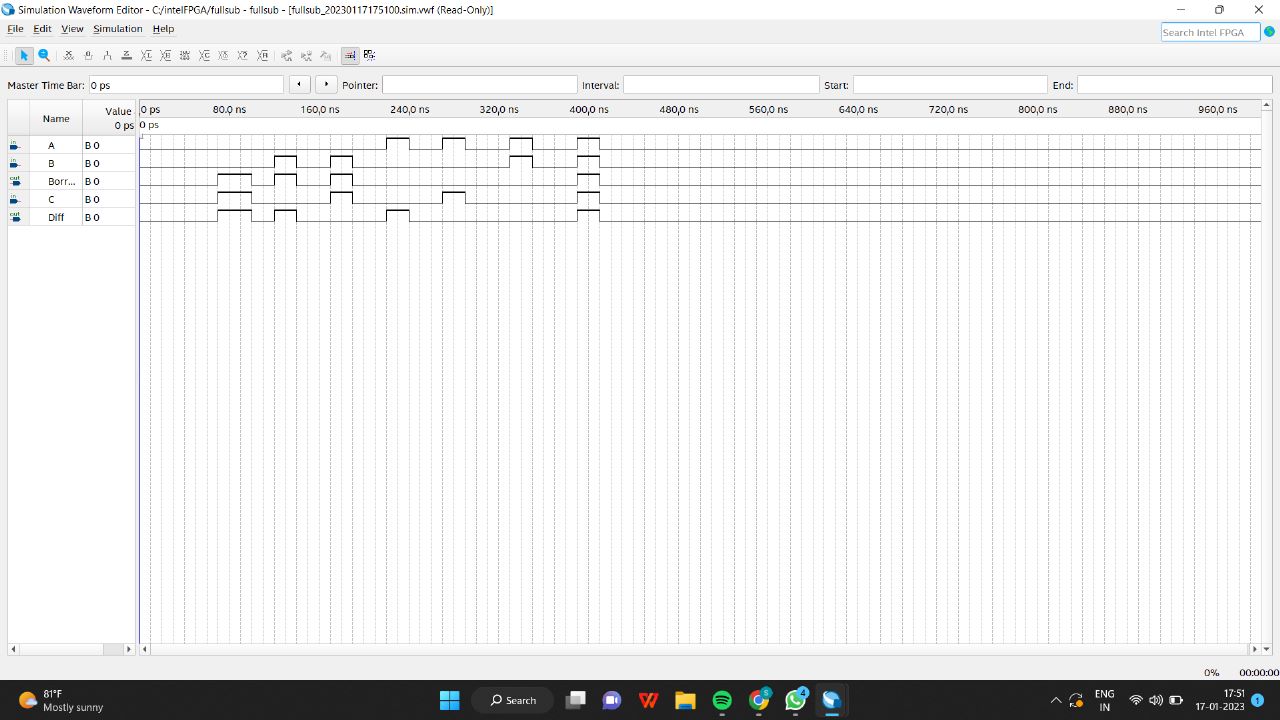 Simulation Waveform Editor - C:/intelFPGA/fullsub - fullsub - [fullsub_20230117175100.sim.vwf (Read-Only)]
File Edit View Simulation Help
Search Intel FPGA
Master Time Bar: 0 ps Pointer: Interval: Start: End:
Name Value 0 ps
0 ps 80.0 ns 160.0 ns 240.0 ns 320.0 ns 400.0 ns 480.0 ns 560.0 ns 640.0 ns 720.0 ns 800.0 ns 880.0 ns 960.0 ns
0 ps
in A B 0
in B B 0
out Borr... B 0
in C B 0
out Diff B 0
0% 00:00:00
81°F
Mostly sunny
Search
S
4
ENG
IN
17:51
17-01-2023
1